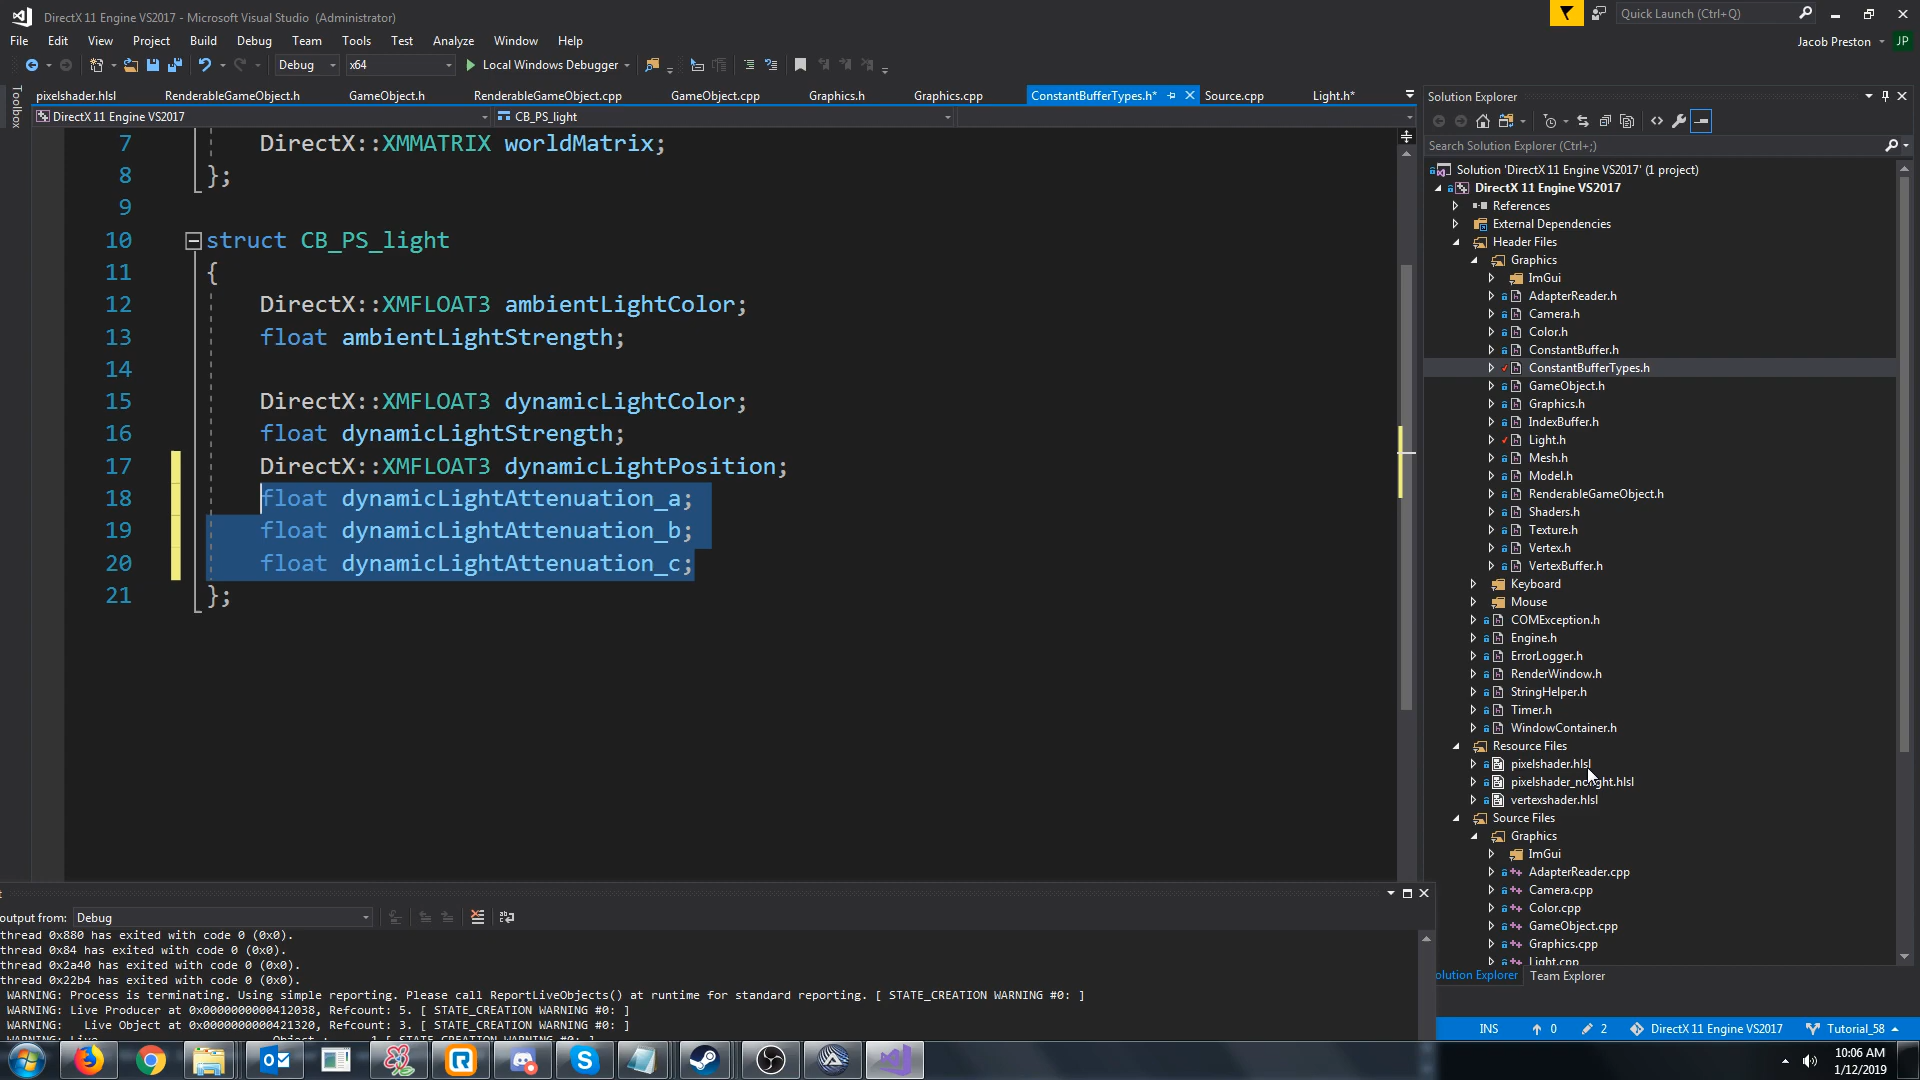 DirectX 11 Engine VS2017 - Microsoft Visual Studio (Administrator)
Quick Launch (Ctrl+Q)
File Edit View Project Build Debug Team Tools Test Analyze Window Help
Jacob Preston JP
Debug x64 Local Windows Debugger
Toolbox
pixelshader.hlsl RenderableGameObject.h GameObject.h RenderableGameObject.cpp GameObject.cpp Graphics.h Graphics.cpp ConstantBufferTypes.h* Source.cpp Light.h*
DirectX 11 Engine VS2017 CB_PS_light
7 DirectX::XMMATRIX worldMatrix;
8 };
9
10 struct CB_PS_light
11 {
12 DirectX::XMFLOAT3 ambientLightColor;
13 float ambientLightStrength;
14
15 DirectX::XMFLOAT3 dynamicLightColor;
16 float dynamicLightStrength;
17 DirectX::XMFLOAT3 dynamicLightPosition;
18 float dynamicLightAttenuation_a;
19 float dynamicLightAttenuation_b;
20 float dynamicLightAttenuation_c;
21 };
Solution Explorer
Search Solution Explorer (Ctrl+;)
Solution 'DirectX 11 Engine VS2017' (1 project)
DirectX 11 Engine VS2017
References
External Dependencies
Header Files
Graphics
ImGui
AdapterReader.h
Camera.h
Color.h
ConstantBuffer.h
ConstantBufferTypes.h
GameObject.h
Graphics.h
IndexBuffer.h
Light.h
Mesh.h
Model.h
RenderableGameObject.h
Shaders.h
Texture.h
Vertex.h
VertexBuffer.h
Keyboard
Mouse
COMException.h
Engine.h
ErrorLogger.h
RenderWindow.h
StringHelper.h
Timer.h
WindowContainer.h
Resource Files
pixelshader.hlsl
vertexshader.hlsl
Source Files
Graphics
ImGui
AdapterReader.cpp
Camera.cpp
Color.cpp
GameObject.cpp
Graphics.cpp
Light.cpp
olution Explorer Team Explorer
output from: Debug
thread 0x880 has exited with code 0 (0x0).
thread 0x84 has exited with code 0 (0x0).
thread 0x2a40 has exited with code 0 (0x0).
thread 0x22b4 has exited with code 0 (0x0).
WARNING: Process is terminating. Using simple reporting. Please call ReportLiveObjects() at runtime for standard reporting. [ STATE_CREATION WARNING #0: ]
WARNING: Live Producer at 0x0000000000412038, Refcount: 5. [ STATE_CREATION WARNING #0: ]
WARNING: Live Object at 0x0000000000421320, Refcount: 3. [ STATE_CREATION WARNING #0: ]
INS 0 2 DirectX 11 Engine VS2017 Tutorial_58
10:06 AM
1/12/2019